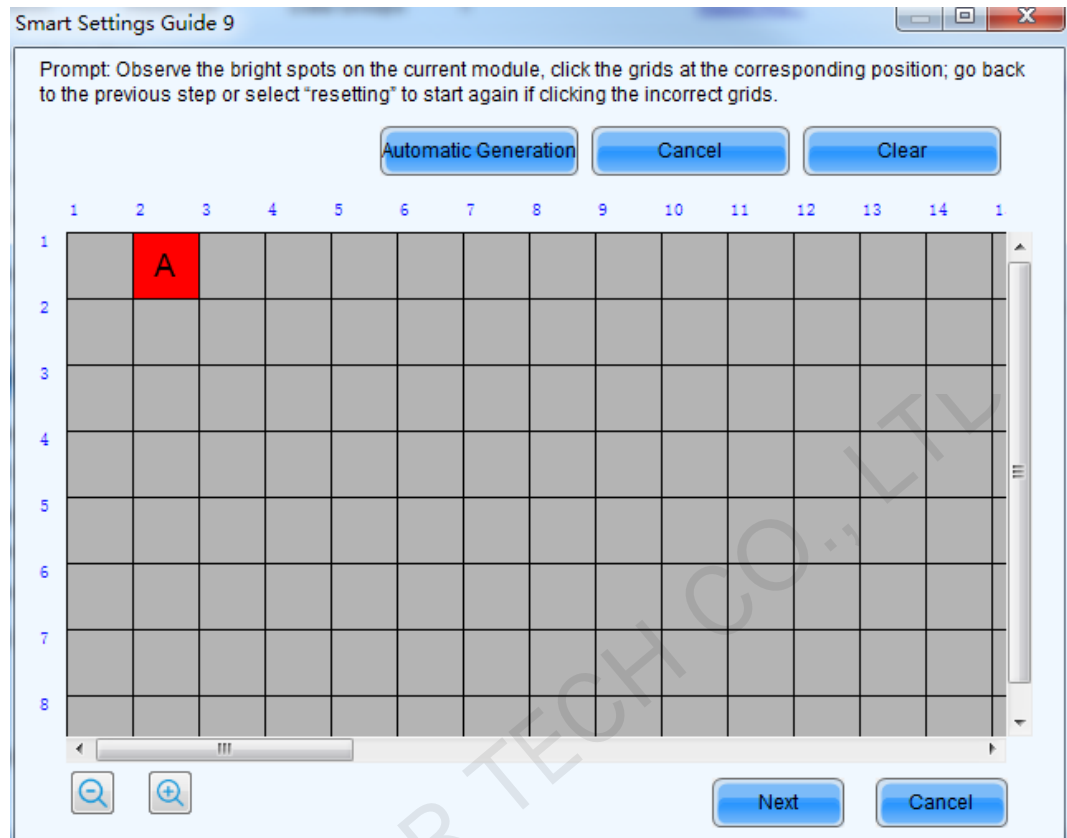 Smart Settings Guide 9
Prompt: Observe the bright spots on the current module, click the grids at the corresponding position; go back
to the previous step or select “resetting” to start again if clicking the incorrect grids.
Automatic Generation Cancel Clear
1 2 3 4 5 6 7 8 9 10 11 12 13 14
1
A
2
3
4
5
6
7
8
Next Cancel
TECH CO., LTD